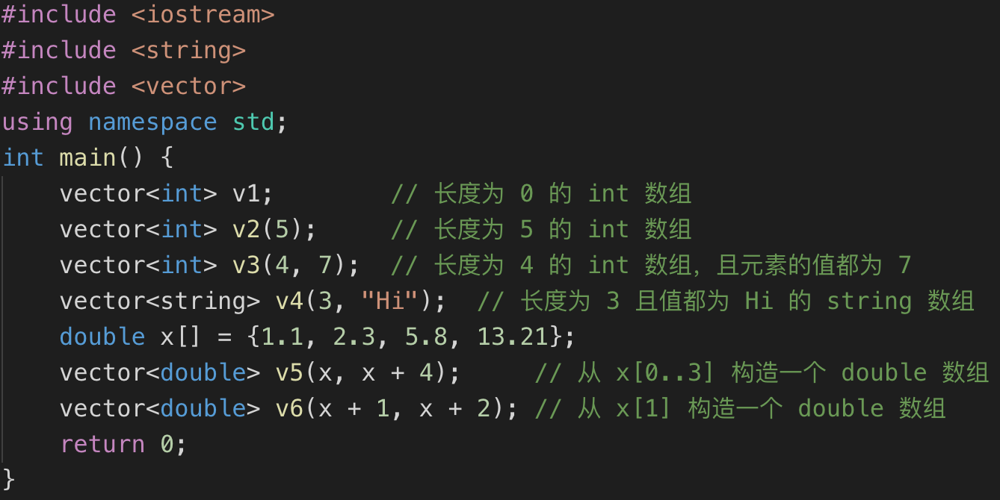 #include <iostream>
#include <string>
#include <vector>
using namespace std;
int main() {
    vector<int> v1;        // 长度为 0 的 int 数组
    vector<int> v2(5);     // 长度为 5 的 int 数组
    vector<int> v3(4, 7);  // 长度为 4 的 int 数组，且元素的值都为 7
    vector<string> v4(3, "Hi");  // 长度为 3 且值都为 Hi 的 string 数组
    double x[] = {1.1, 2.3, 5.8, 13.21};
    vector<double> v5(x, x + 4);     // 从 x[0..3] 构造一个 double 数组
    vector<double> v6(x + 1, x + 2); // 从 x[1] 构造一个 double 数组
    return 0;
}